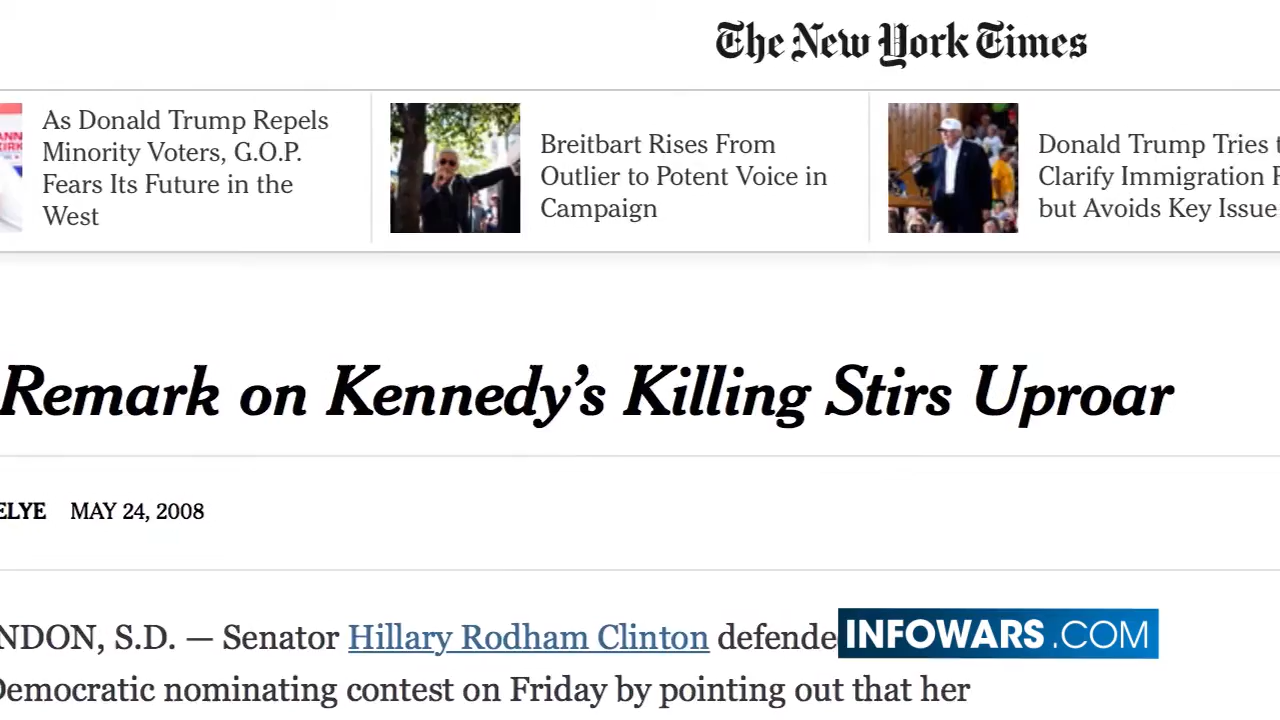 The New York Times
As Donald Trump Repels
Minority Voters, G.O.P.
Fears Its Future in the
West
Breitbart Rises From
Outlier to Potent Voice in
Campaign
Donald Trump Tries
Clarify Immigration
but Avoids Key Issue
Remark on Kennedy’s Killing Stirs Uproar
ELYE MAY 24, 2008
NDON, S.D. — Senator Hillary Rodham Clinton defende
INFOWARS.COM
Democratic nominating contest on Friday by pointing out that her